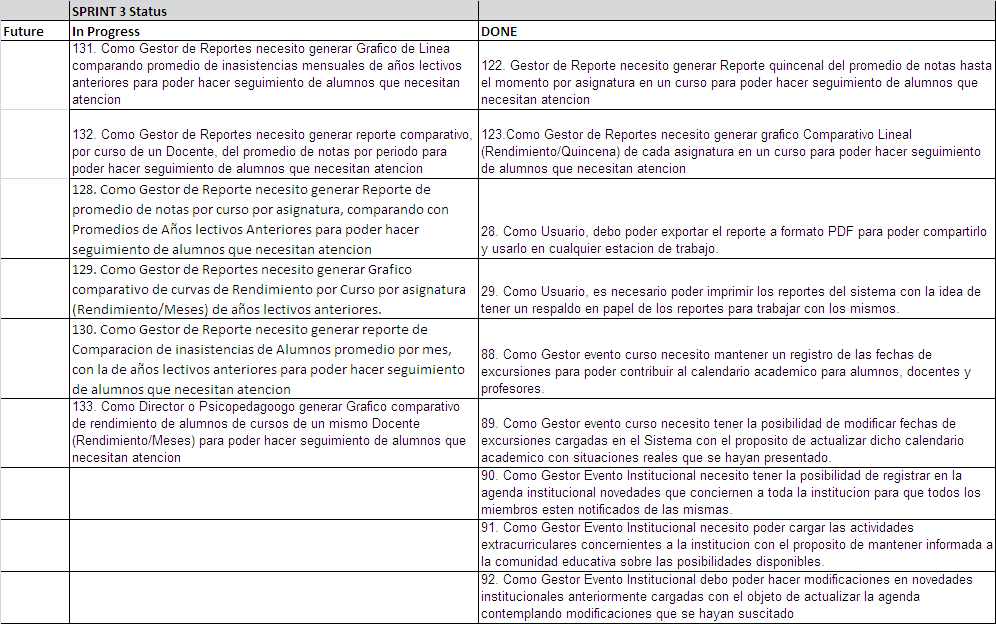 SPRINT 3 Status
Future
In Progress
DONE
131. Como Gestor de Reportes necesito generar Grafico de Linea
comparando promedio de inasistencias mensuales de años lectivos
anteriores para poder hacer seguimiento de alumnos que necesitan
atencion
122. Gestor de Reporte necesito generar Reporte quincenal del promedio de notas hasta
el momento por asignatura en un curso para poder hacer seguimiento de alumnos que
necesitan atencion
132. Como Gestor de Reportes necesito generar reporte comparativo,
por curso de un Docente, del promedio de notas por periodo para
poder hacer seguimiento de alumnos que necesitan atencion
123.Como Gestor de Reportes necesito generar grafico Comparativo Lineal
(Rendimiento/Quincena) de cada asignatura en un curso para poder hacer seguimiento
de alumnos que necesitan atencion
128. Como Gestor de Reporte necesito generar Reporte de
promedio de notas por curso por asignatura, comparando con
Promedios de Años lectivos Anteriores para poder hacer
seguimiento de alumnos que necesitan atencion
28. Como Usuario, debo poder exportar el reporte a formato PDF para poder compartirlo
y usarlo en cualquier estacion de trabajo.
129. Como Gestor de Reportes necesito generar Grafico
comparativo de curvas de Rendimiento por Curso por asignatura
(Rendimiento/Meses) de años lectivos anteriores.
29. Como Usuario, es necesario poder imprimir los reportes del sistema con la idea de
tener un respaldo en papel de los reportes para trabajar con los mismos.
130. Como Gestor de Reporte necesito generar reporte de
Comparacion de inasistencias de Alumnos promedio por mes,
con la de años lectivos anteriores para poder hacer seguimiento
de alumnos que necesitan atencion
88. Como Gestor evento curso necesito mantener un registro de las fechas de
excursiones para poder contribuir al calendario academico para alumnos, docentes y
profesores.
133. Como Director o Psicopedagoogo generar Grafico comparativo
de rendimiento de alumnos de cursos de un mismo Docente
(Rendimiento/Meses) para poder hacer seguimiento de alumnos que
necesitan atencion
89. Como Gestor evento curso necesito tener la posibilidad de modificar fechas de
excursiones cargadas en el Sistema con el proposito de actualizar dicho calendario
academico con situaciones reales que se hayan presentado.
90. Como Gestor Evento Institucional necesito tener la posibilidad de registrar en la
agenda institucional novedades que conciernen a toda la institucion para que todos los
miembros esten notificados de las mismas.
91. Como Gestor Evento Institucional necesito poder cargar las actividades
extracurriculares concernientes a la institucion con el proposito de mantener informada a
la comunidad educativa sobre las posibilidades disponibles.
92. Como Gestor Evento Institucional debo poder hacer modificaciones en novedades
institucionales anteriormente cargadas con el objeto de actualizar la agenda
contemplando modificaciones que se hayan suscitado